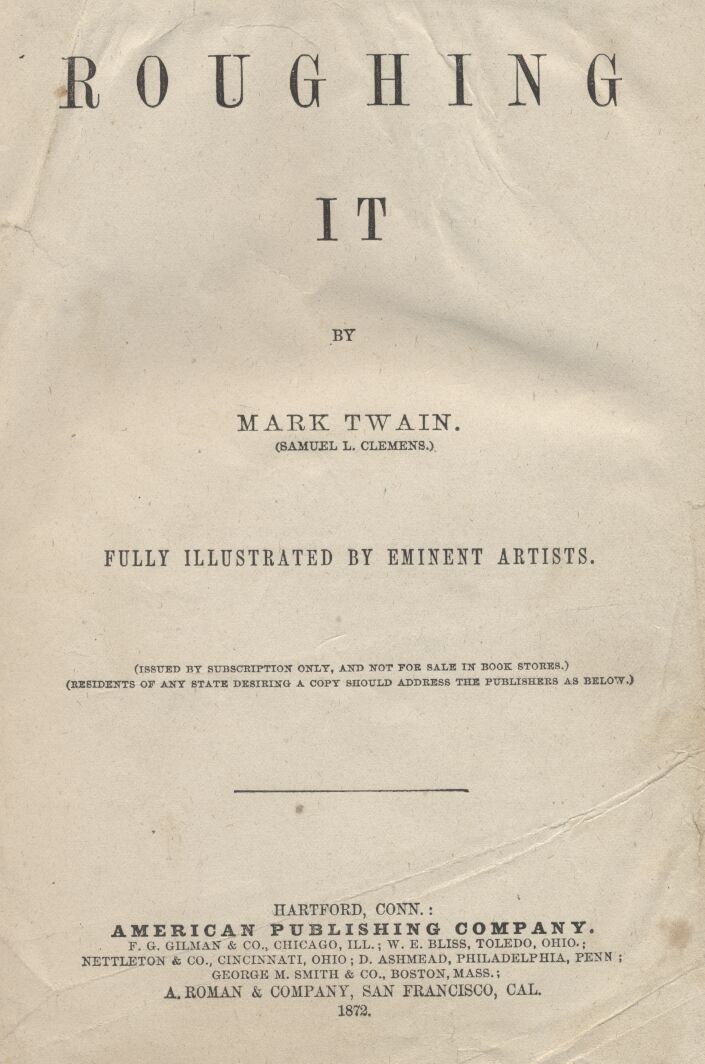 ROUGHING
IT
BY
MARK TWAIN.
(SAMUEL L. CLEMENS.)
FULLY ILLUSTRATED BY EMINENT ARTISTS.
(ISSUED BY SUBSCRIPTION ONLY, AND NOT FOR SALE IN BOOK STORES.)
(RESIDENTS OF ANY STATE DESIRING A COPY SHOULD ADDRESS THE PUBLISHERS AS BELOW.)
HARTFORD, CONN.:
AMERICAN PUBLISHING COMPANY.
F. G. GILMAN & CO., CHICAGO, ILL.; W. E. BLISS, TOLEDO, OHIO.;
NETTLETON & CO., CINCINNATI, OHIO; D. ASHMEAD, PHILADELPHIA, PENN;
GEORGE M. SMITH & CO., BOSTON, MASS.;
A. ROMAN & COMPANY, SAN FRANCISCO, CAL.
1872.